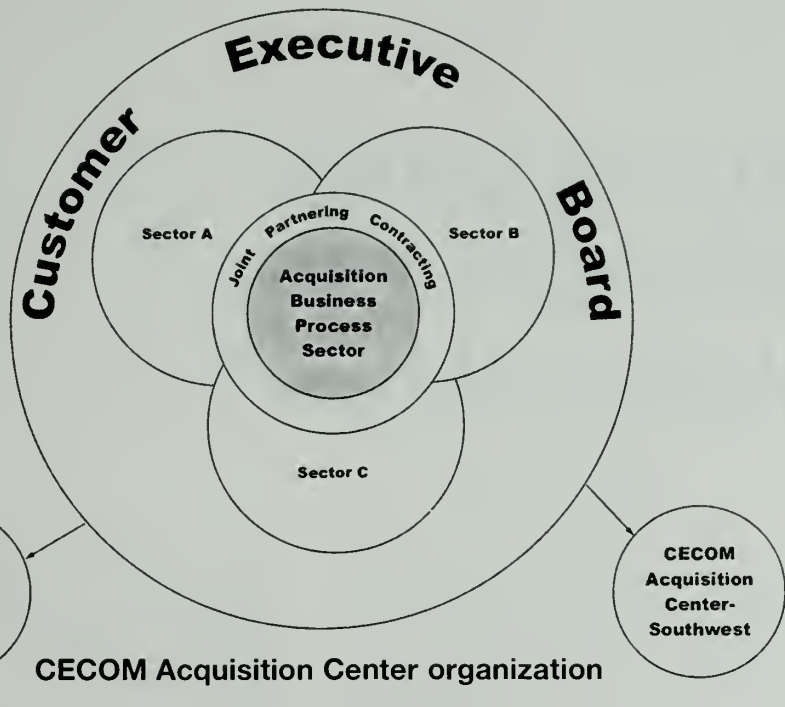 Customer Executive Board
Sector A
Sector B
Joint Partnering Contracting
Acquisition
Business
Process
Sector
Sector C
CECOM
Acquisition
Center-
Southwest
CECOM Acquisition Center organization